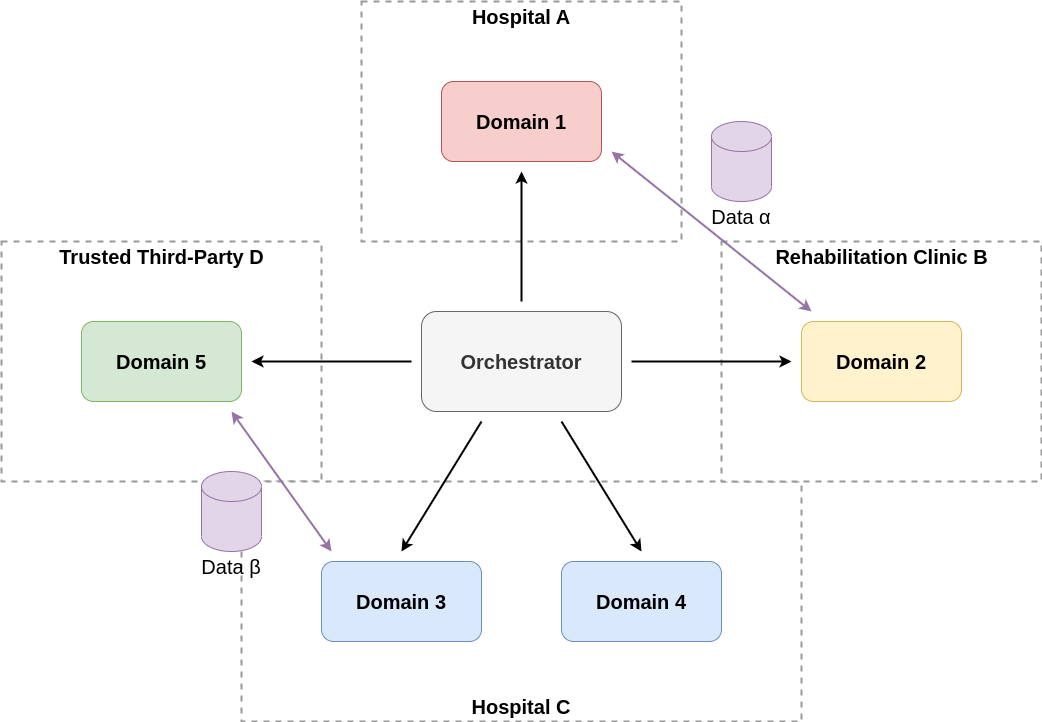 Hospital A
Domain 1
Data α
Trusted Third-Party D
Rehabilitation Clinic B
Domain 5
Orchestrator
Domain 2
Data β
Domain 3
Domain 4
Hospital C